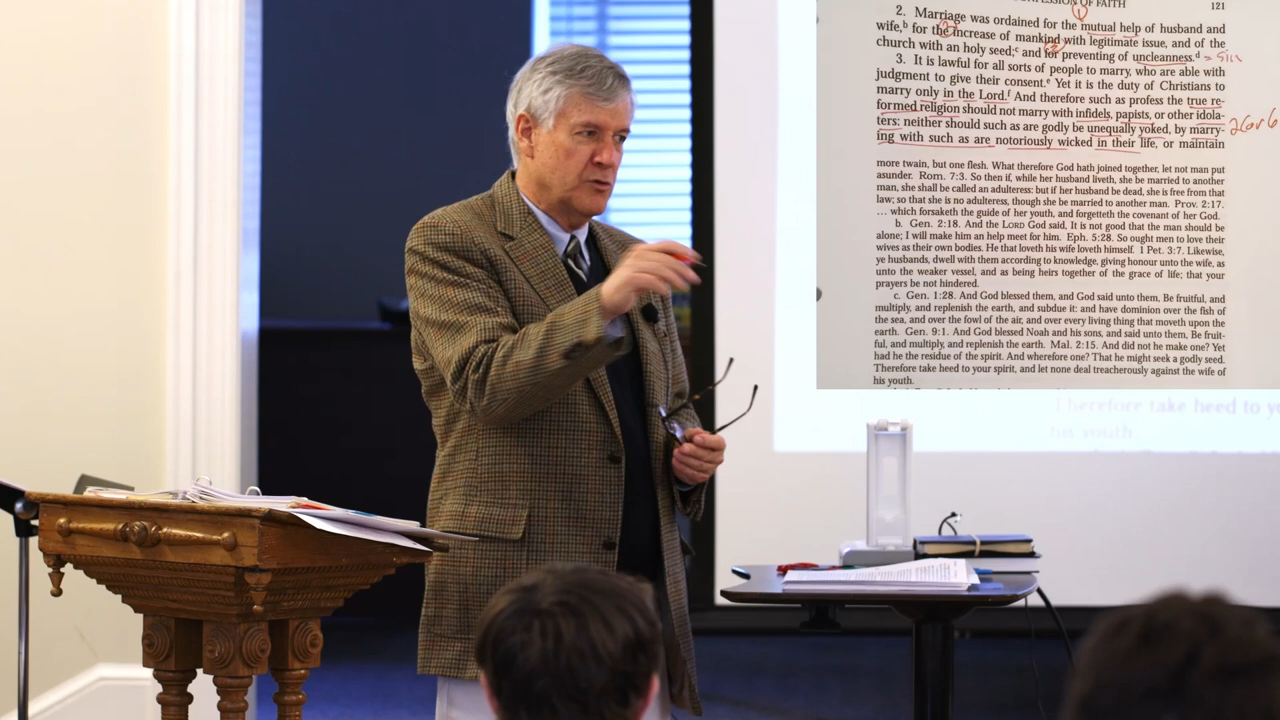 OF FAITH
121
①
2. Marriage was ordained for the mutual help of husband and
wife,ᵇ for the increase of mankind with legitimate issue, and of the
church with an holy seed;ᶜ and for preventing of uncleanness.ᵈ = sin
3. It is lawful for all sorts of people to marry, who are able with
judgment to give their consent.ᵉ Yet it is the duty of Christians to
marry only in the Lord.ᶠ And therefore such as profess the true re-
formed religion should not marry with infidels, papists, or other idola-
ters: neither should such as are godly be unequally yoked, by marry-
2 Cor 6
ing with such as are notoriously wicked in their life, or maintain
more twain, but one flesh. What therefore God hath joined together, let not man put
asunder. Rom. 7:3. So then if, while her husband liveth, she be married to another
man, she shall be called an adulteress: but if her husband be dead, she is free from that
law; so that she is no adulteress, though she be married to another man. Prov. 2:17.
... which forsaketh the guide of her youth, and forgetteth the covenant of her God.
b. Gen. 2:18. And the LORD God said, It is not good that the man should be
alone; I will make him an help meet for him. Eph. 5:28. So ought men to love their
wives as their own bodies. He that loveth his wife loveth himself. 1 Pet. 3:7. Likewise,
ye husbands, dwell with them according to knowledge, giving honour unto the wife, as
unto the weaker vessel, and as being heirs together of the grace of life; that your
prayers be not hindered.
c. Gen. 1:28. And God blessed them, and God said unto them, Be fruitful, and
multiply, and replenish the earth, and subdue it: and have dominion over the fish of
the sea, and over the fowl of the air, and over every living thing that moveth upon the
earth. Gen. 9:1. And God blessed Noah and his sons, and said unto them, Be fruit-
ful, and multiply, and replenish the earth. Mal. 2:15. And did not he make one? Yet
had he the residue of the spirit. And wherefore one? That he might seek a godly seed.
Therefore take heed to your spirit, and let none deal treacherously against the wife of
his youth.
Therefore take heed to yo
his youth